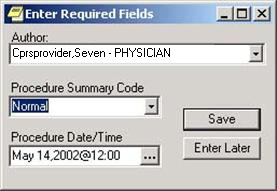 Enter Required Fields
Author:
Cprsprovider,Seven - PHYSICIAN
Procedure Summary Code
Normal
Save
Procedure Date/Time
Enter Later
May 14,2002@12:00 ...